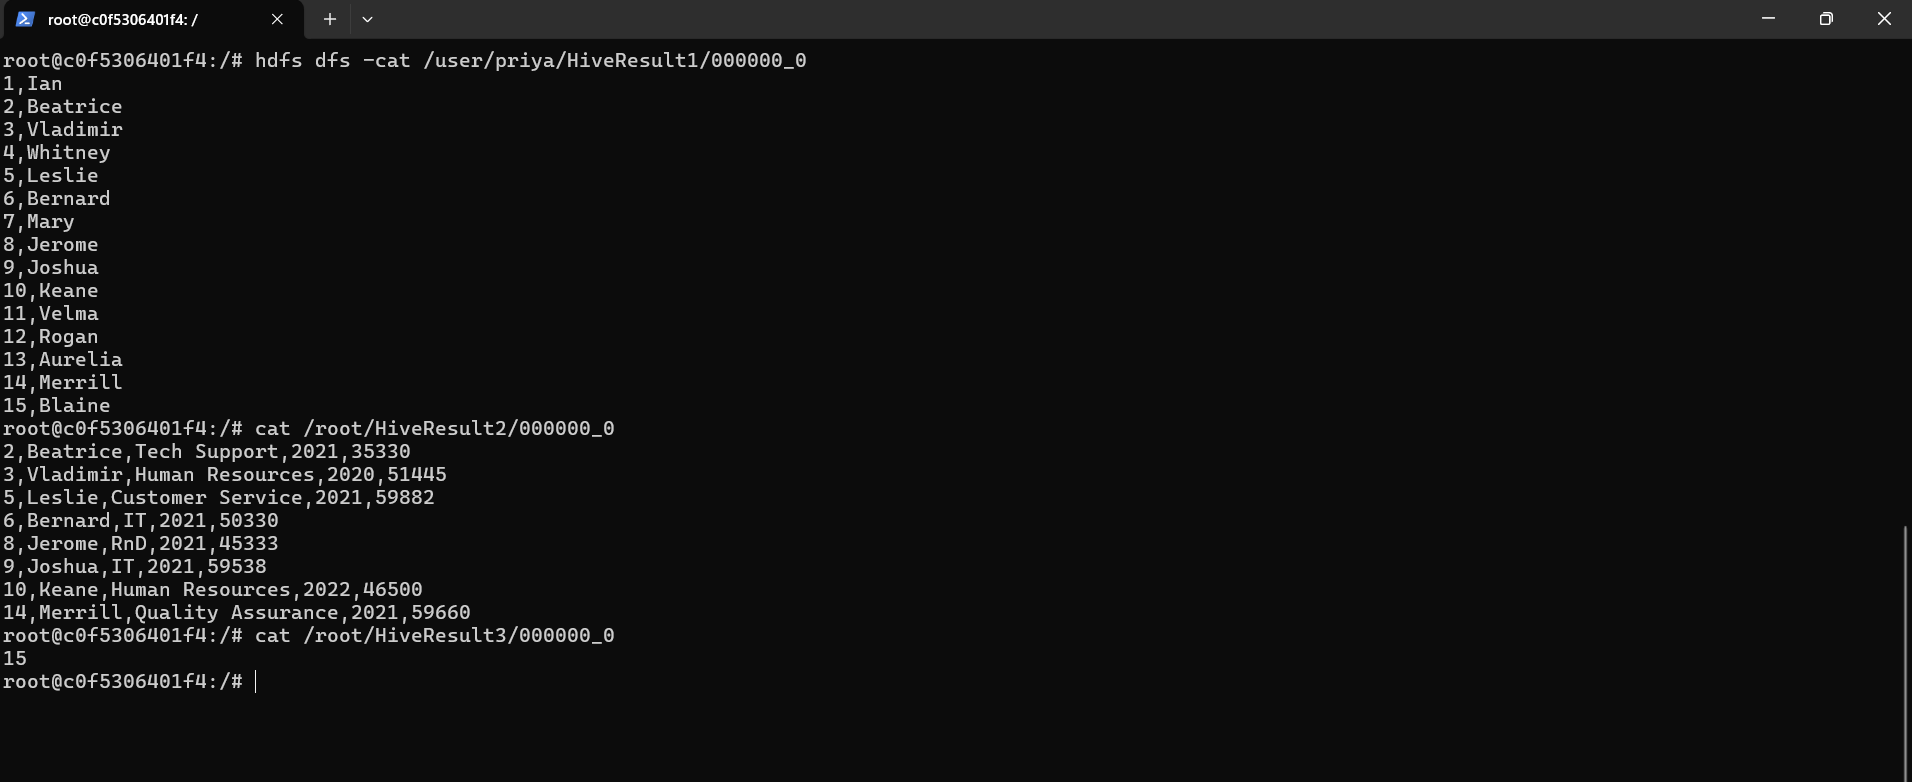 root@c0f5306401f4: /
root@c0f5306401f4:/# hdfs dfs -cat /user/priya/HiveResult1/000000_0
1,Ian
2,Beatrice
3,Vladimir
4,Whitney
5,Leslie
6,Bernard
7,Mary
8,Jerome
9,Joshua
10,Keane
11,Velma
12,Rogan
13,Aurelia
14,Merrill
15,Blaine
root@c0f5306401f4:/# cat /root/HiveResult2/000000_0
2,Beatrice,Tech Support,2021,35330
3,Vladimir,Human Resources,2020,51445
5,Leslie,Customer Service,2021,59882
6,Bernard,IT,2021,50330
8,Jerome,RnD,2021,45333
9,Joshua,IT,2021,59538
10,Keane,Human Resources,2022,46500
14,Merrill,Quality Assurance,2021,59660
root@c0f5306401f4:/# cat /root/HiveResult3/000000_0
15
root@c0f5306401f4:/#